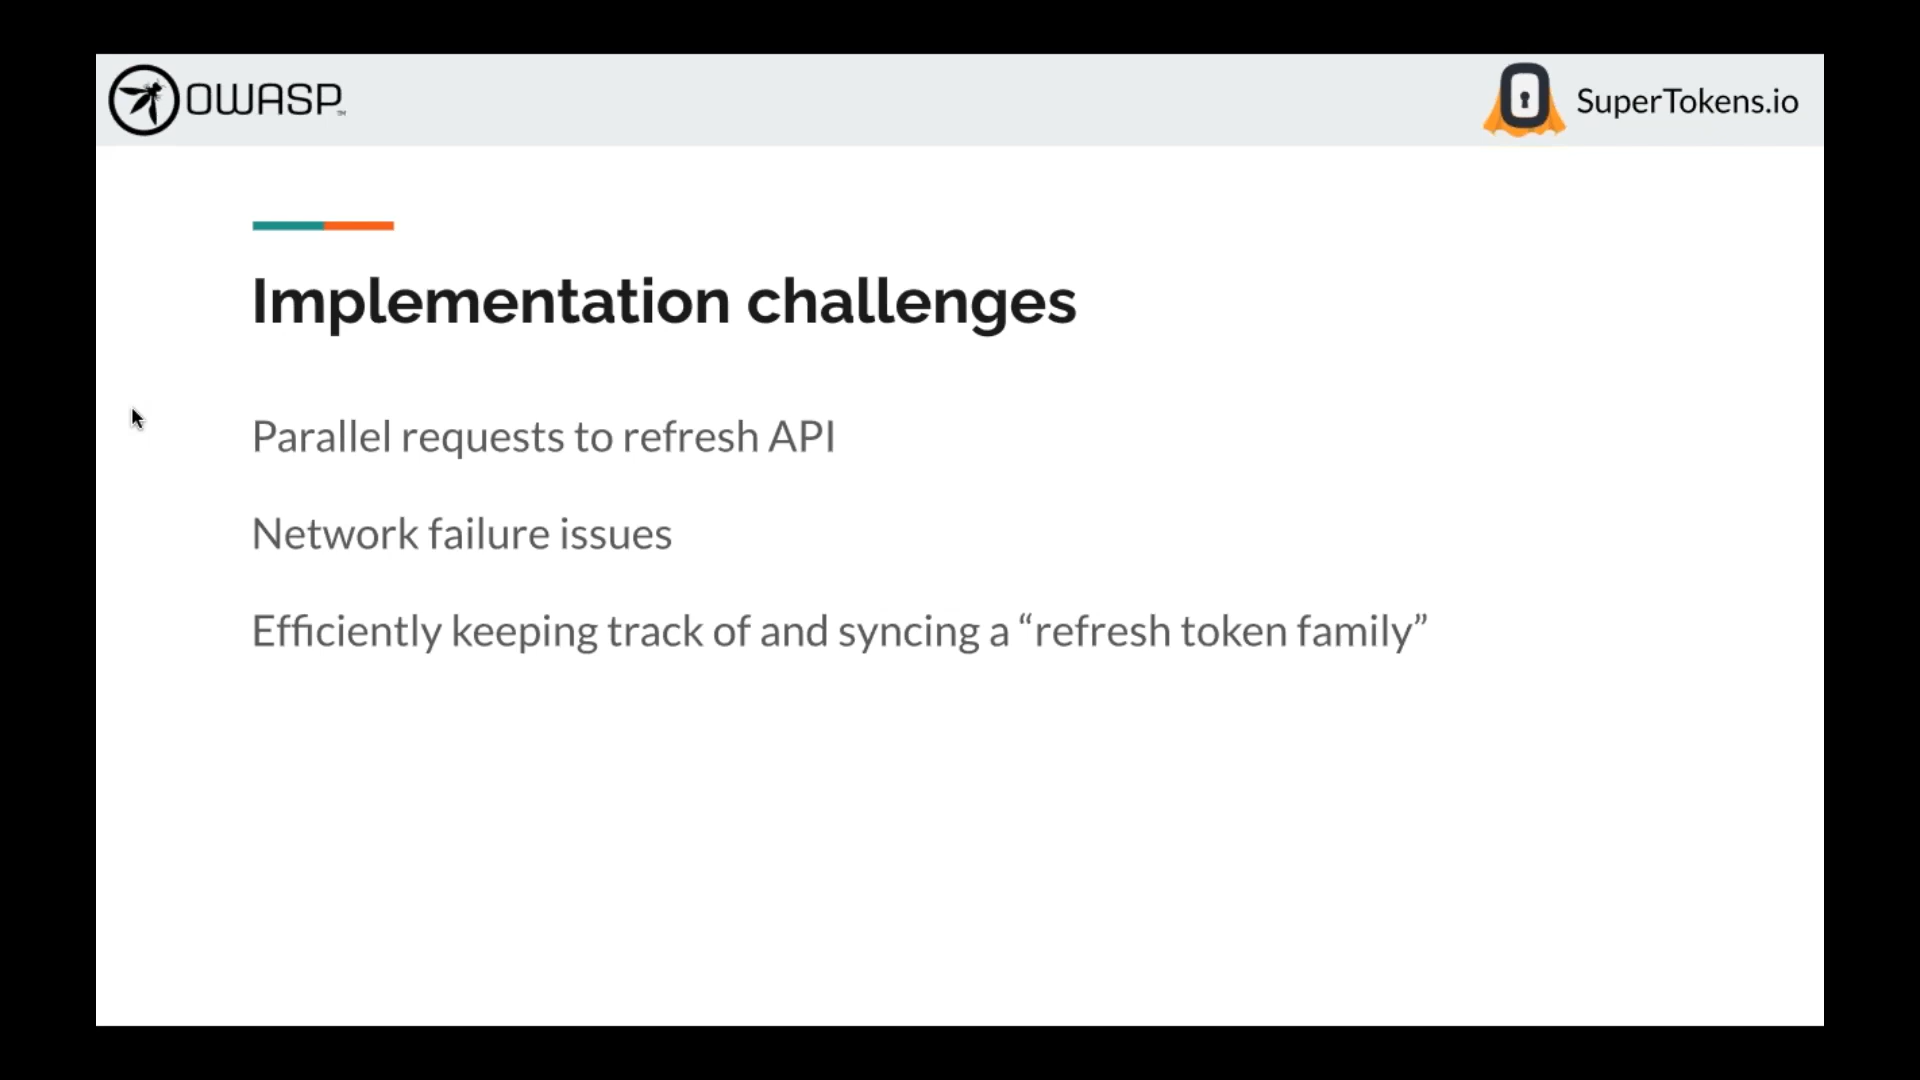 OWASP™
SuperTokens.io
Implementation challenges
Parallel requests to refresh API
Network failure issues
Efficiently keeping track of and syncing a “refresh token family”